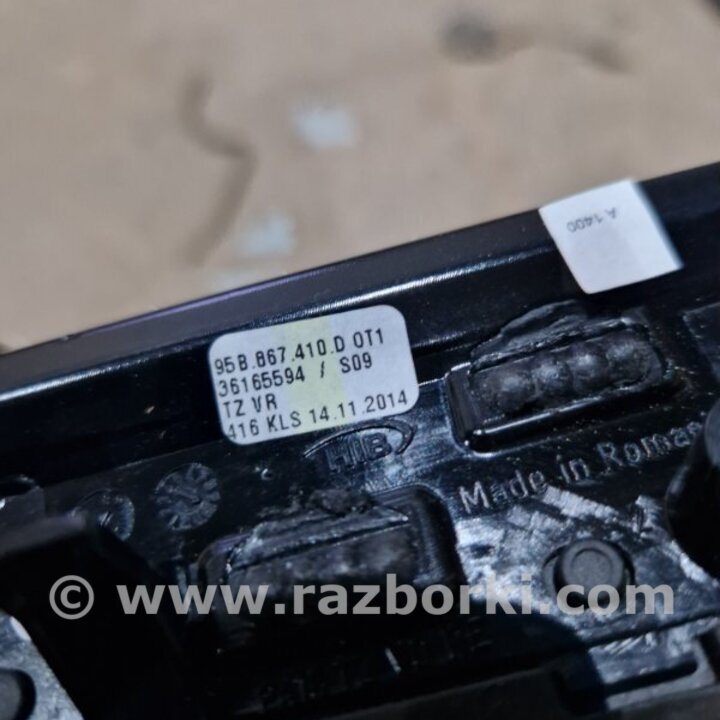 A 1400
95B.867.410.D OT1
36165594 / S09
TZ VR
416 KLS 14.11.2014
HIB
Made in Roman
© www.razborki.com